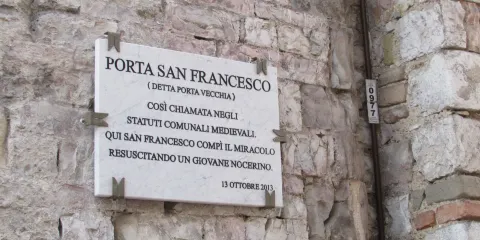 PORTA SAN FRANCESCO
( DETTA PORTA VECCHIA )
COSÌ CHIAMATA NEGLI
STATUTI COMUNALI MEDIEVALI.
QUI SAN FRANCESCO COMPÌ IL MIRACOLO
RESUSCITANDO UN GIOVANE NOCERINO.
13 OTTOBRE 2013
0977